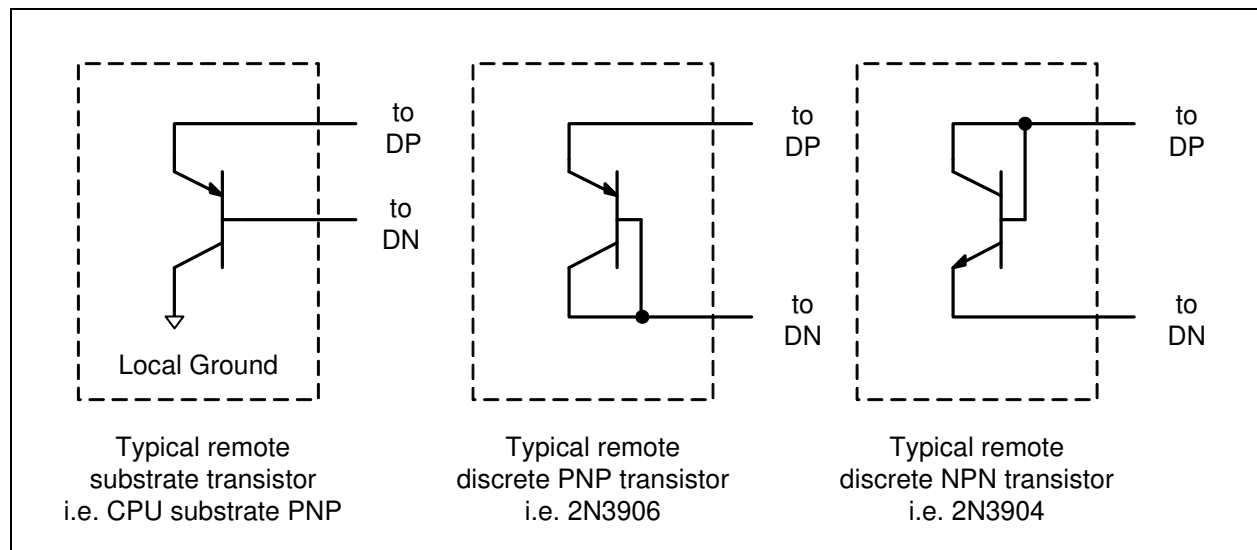 to
DP
to
DN
Local Ground
Typical remote
substrate transistor
i.e. CPU substrate PNP
to
DP
to
DN
Typical remote
discrete PNP transistor
i.e. 2N3906
to
DP
to
DN
Typical remote
discrete NPN transistor
i.e. 2N3904